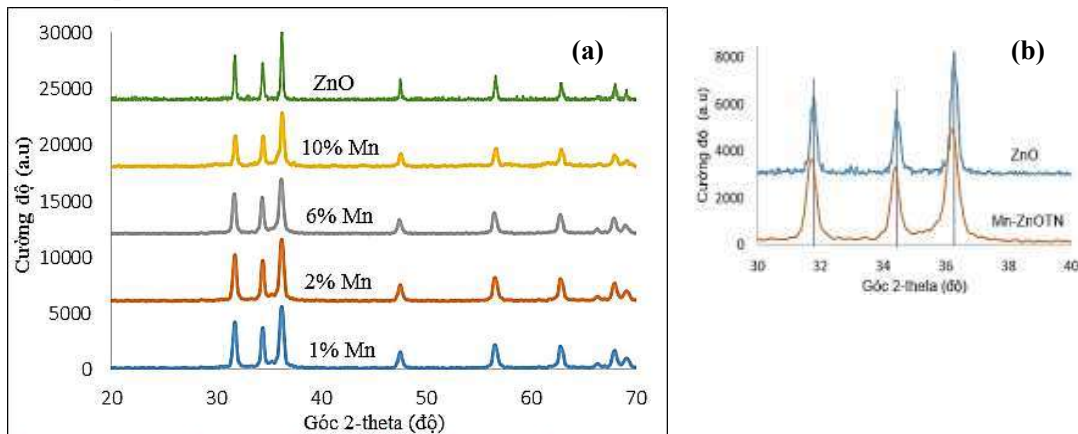 (a)
30000
25000
20000
15000
10000
5000
0
Cường độ (a.u)
ZnO
10% Mn
6% Mn
2% Mn
1% Mn
20 30 40 50 60 70
Góc 2-theta (độ)
(b)
8000
6000
4000
2000
0
Cường độ (a.u)
ZnO
Mn-ZnOTN
30 32 34 36 38 40
Góc 2-theta (độ)